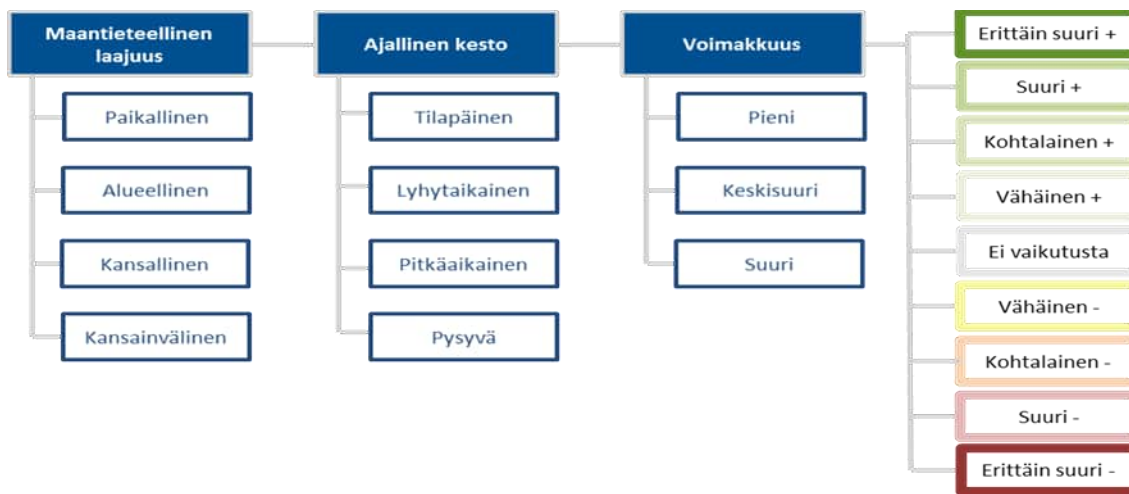 Maantieteellinen
laajuus
Paikallinen
Alueellinen
Kansallinen
Kansainvälinen
Ajallinen kesto
Tilapäinen
Lyhytaikainen
Pitkäaikainen
Pysyvä
Voimakkuus
Pieni
Keskisuuri
Suuri
Erittäin suuri +
Suuri +
Kohtalainen +
Vähäinen +
Ei vaikutusta
Vähäinen -
Kohtalainen -
Suuri -
Erittäin suuri -